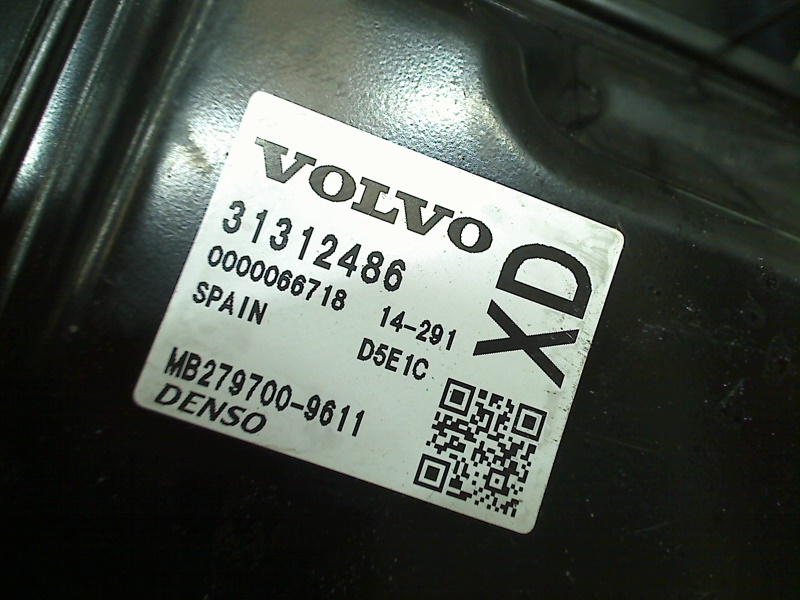 VOLVO
31312486
0000066718 14-291
SPAIN D5E1C
XD
MB279700-9611
DENSO